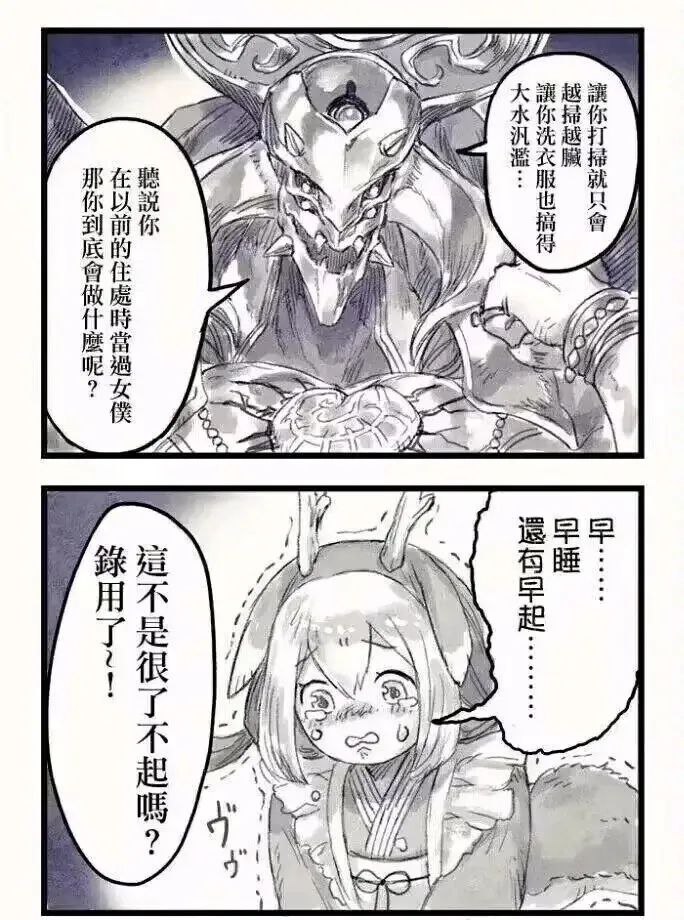 讓你打掃就只會
越掃越臟
讓你洗衣服也搞得
大水汎濫…
聽説你
在以前的住處時當過女僕
那你到底會做什麼呢？
早……
早睡
還有早起………
這不是很了不起嗎？
錄用了~！
ヴヴ